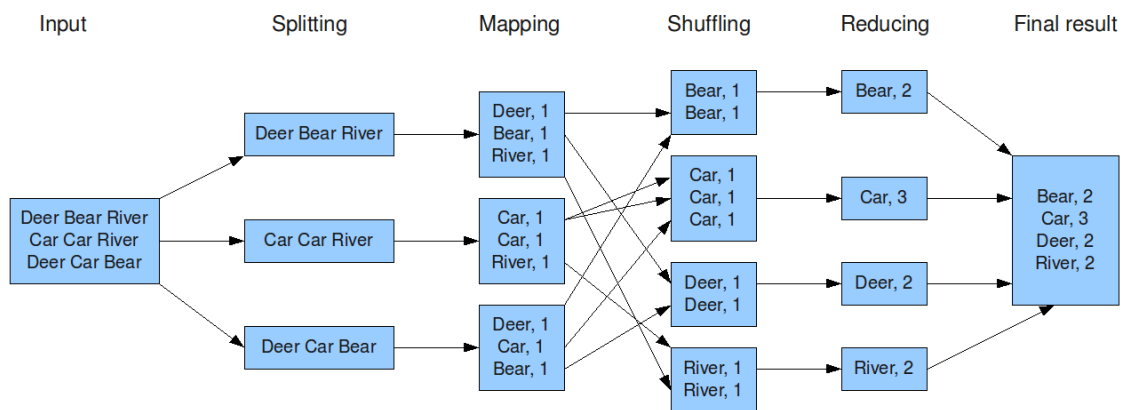 Input
Splitting
Mapping
Shuffling
Reducing
Final result
Deer Bear River
Car Car River
Deer Car Bear
Deer Bear River
Car Car River
Deer Car Bear
Deer, 1
Bear, 1
River, 1
Car, 1
Car, 1
River, 1
Deer, 1
Car, 1
Bear, 1
Bear, 1
Bear, 1
Car, 1
Car, 1
Car, 1
Deer, 1
Deer, 1
River, 1
River, 1
Bear, 2
Car, 3
Deer, 2
River, 2
Bear, 2
Car, 3
Deer, 2
River, 2